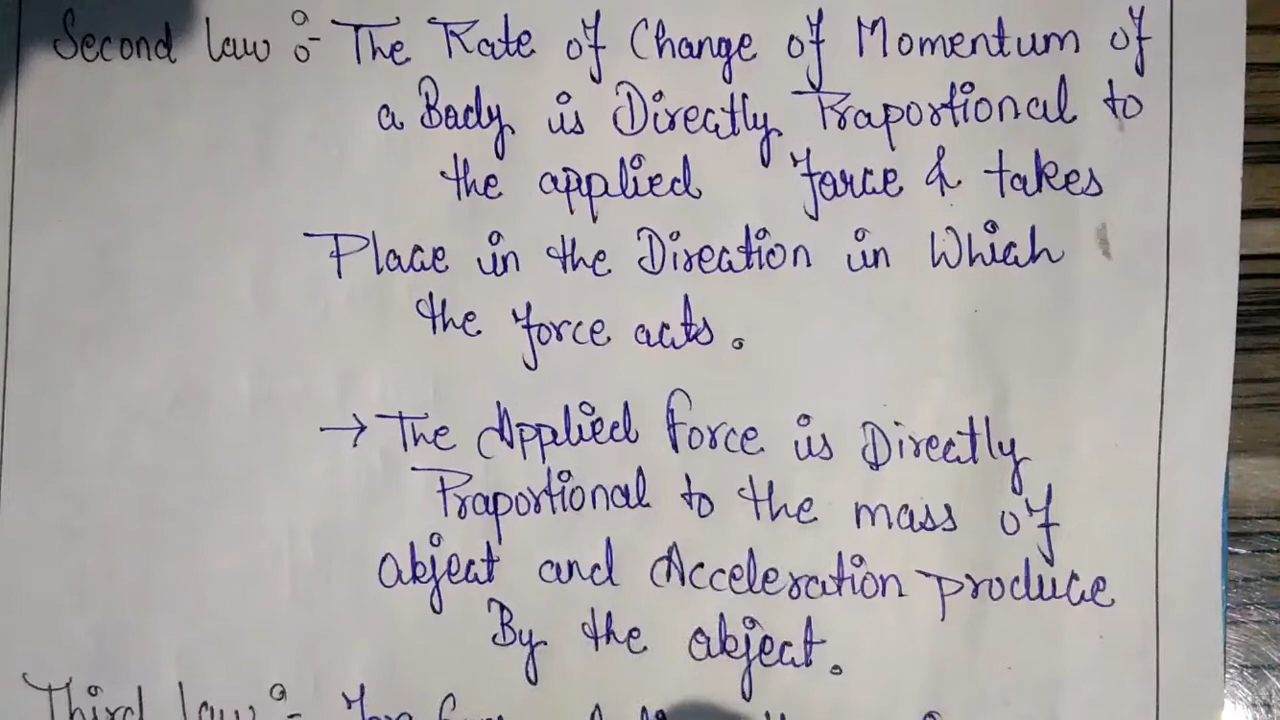 Second law :- The Rate of Change of Momentum of
a Body is Directly Praportional to
the applied force & takes
Place in the Direction in Which
the force acts.
→ The Applied force is Directly
Praportional to the mass of
object and Acceleration produce
By the object.
Third law :-